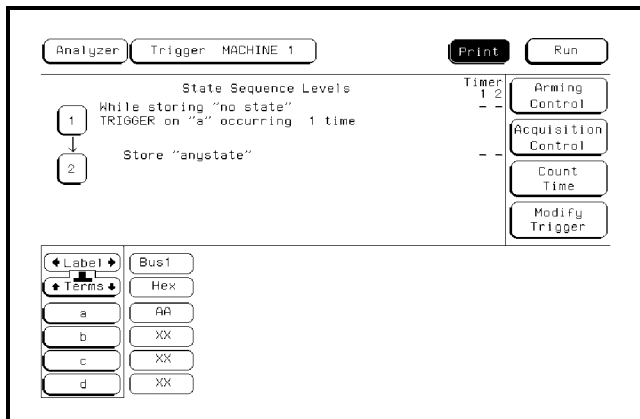 Analyzer Trigger MACHINE 1 Print Run
State Sequence Levels
Timer
1 2
While storing "no state"
TRIGGER on "a" occurring 1 time
- -
1
Store "anystate"
- -
2
Arming
Control
Acquisition
Control
Count
Time
Modify
Trigger
Label Bus1
Terms Hex
a AA
b XX
c XX
d XX